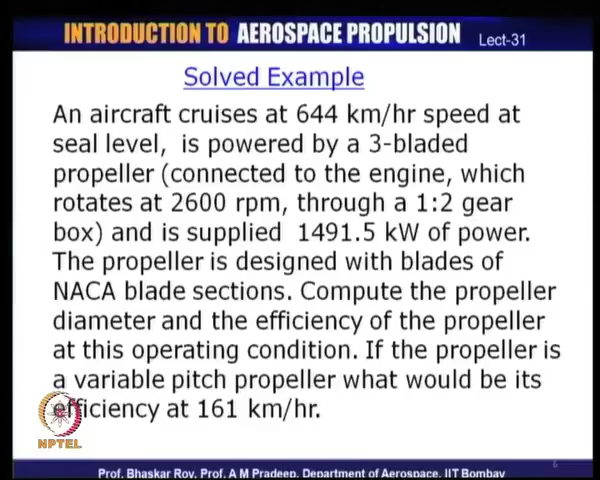 INTRODUCTION TO AEROSPACE PROPULSION Lect-31
Solved Example
An aircraft cruises at 644 km/hr speed at
seal level, is powered by a 3-bladed
propeller (connected to the engine, which
rotates at 2600 rpm, through a 1:2 gear
box) and is supplied 1491.5 kW of power.
The propeller is designed with blades of
NACA blade sections. Compute the propeller
diameter and the efficiency of the propeller
at this operating condition. If the propeller is
a variable pitch propeller what would be its
efficiency at 161 km/hr.
NPTEL
6
Prof. Bhaskar Roy, Prof. A M Pradeep, Department of Aerospace, IIT Bombay